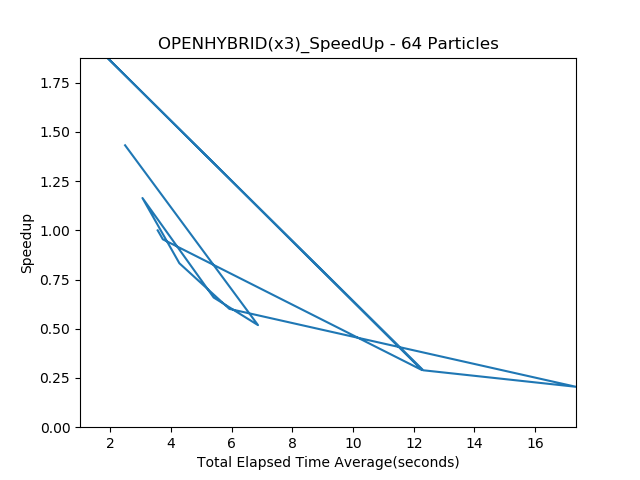 OPENHYBRID(x3)_SpeedUp - 64 Particles
1.75
1.50
1.25
1.00
0.75
0.50
0.25
0.00
Speedup
2 4 6 8 10 12 14 16
Total Elapsed Time Average(seconds)